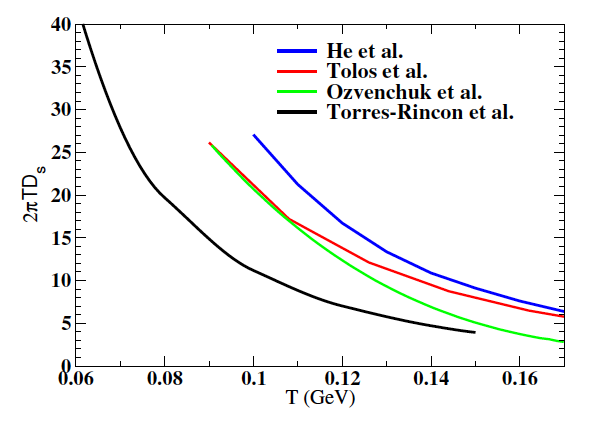 40
35
30
25
20
15
10
5
0
2πTDs
He et al.
Tolos et al.
Ozvenchuk et al.
Torres-Rincon et al.
0.06 0.08 0.1 0.12 0.14 0.16
T (GeV)